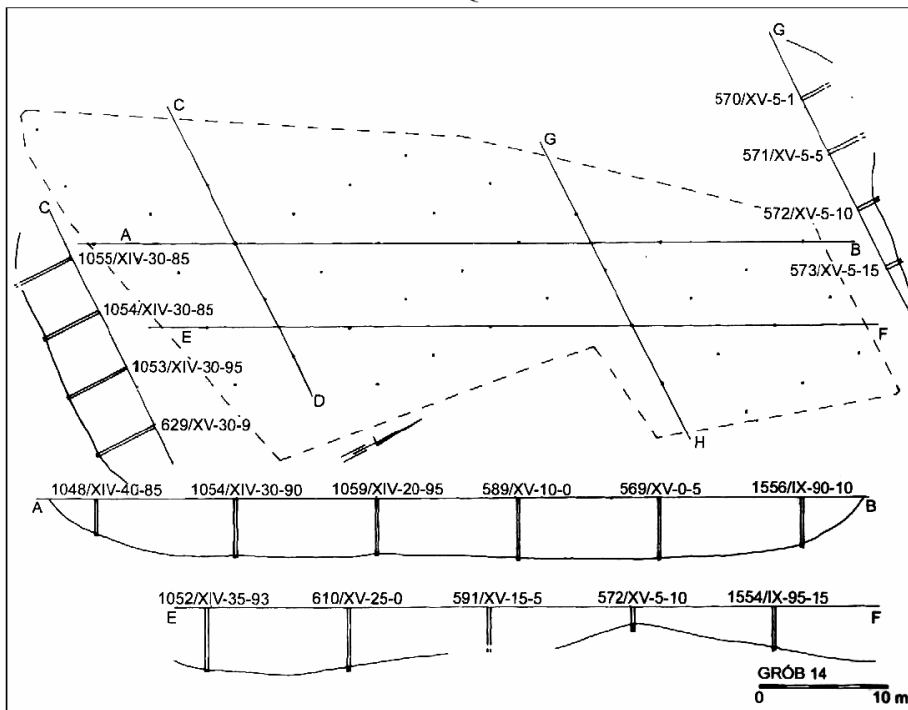 G
570/XV-5-1
C
G
571/XV-5-5
572/XV-5-10
C
A
B
1055/XIV-30-85
573/XV-5-15
1054/XIV-30-85
E
F
1053/XIV-30-95
D
629/XV-30-9
H
1048/XIV-40-85 1054/XIV-30-90 1059/XIV-20-95 589/XV-10-0 569/XV-0-5 1556/IX-90-10
A B
1052/XIV-35-93 610/XV-25-0 591/XV-15-5 572/XV-5-10 1554/IX-95-15
E F
GRÓB 14
0 10 m